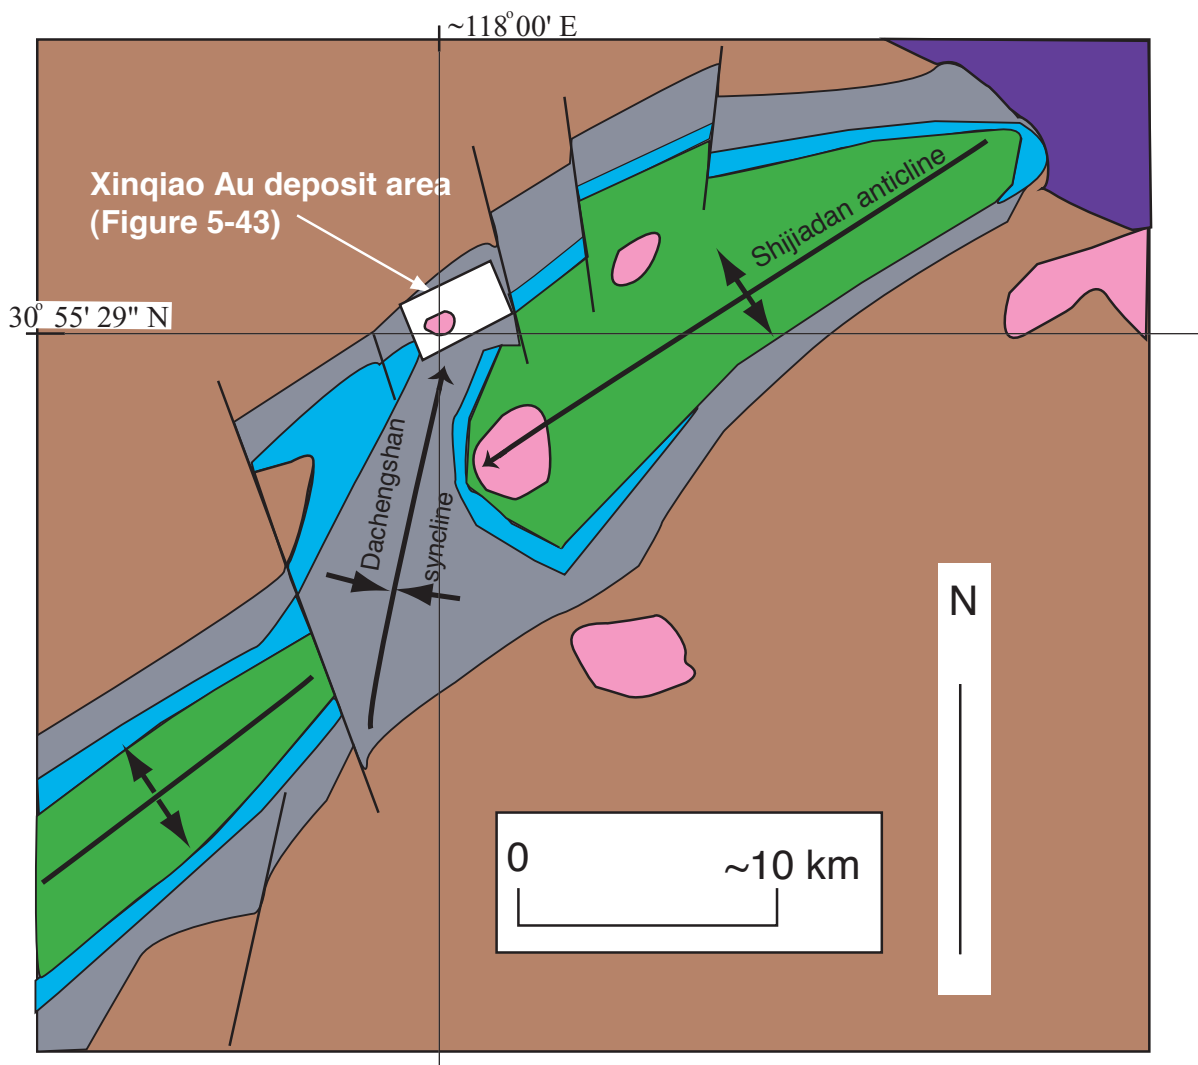 ~118°00' E
Xinqiao Au deposit area
(Figure 5-43)
Shijiadan anticline
30° 55' 29" N
Dachengshan
syncline
N
0
~10 km